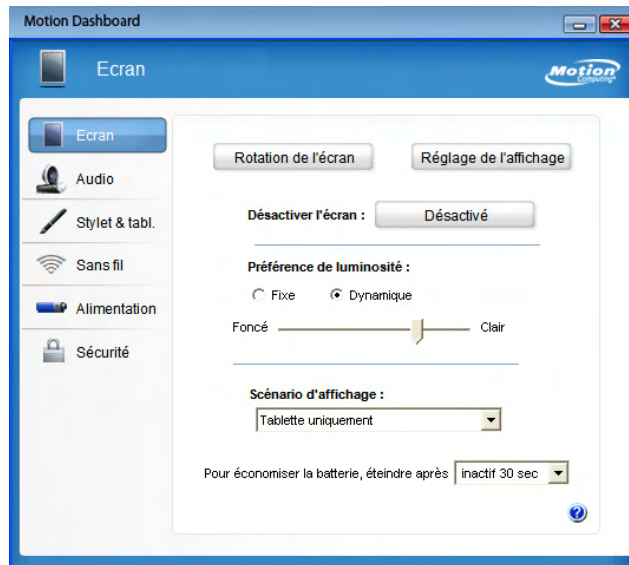 Motion Dashboard
Ecran
Motion
Computing
Ecran
Audio
Stylet & tabl.
Sans fil
Alimentation
Sécurité
Rotation de l'écran
Réglage de l'affichage
Désactiver l'écran :
Désactivé
Préférence de luminosité :
Fixe
Dynamique
Foncé
Clair
Scénario d'affichage :
Tablette uniquement
Pour économiser la batterie, éteindre après
inactif 30 sec
?